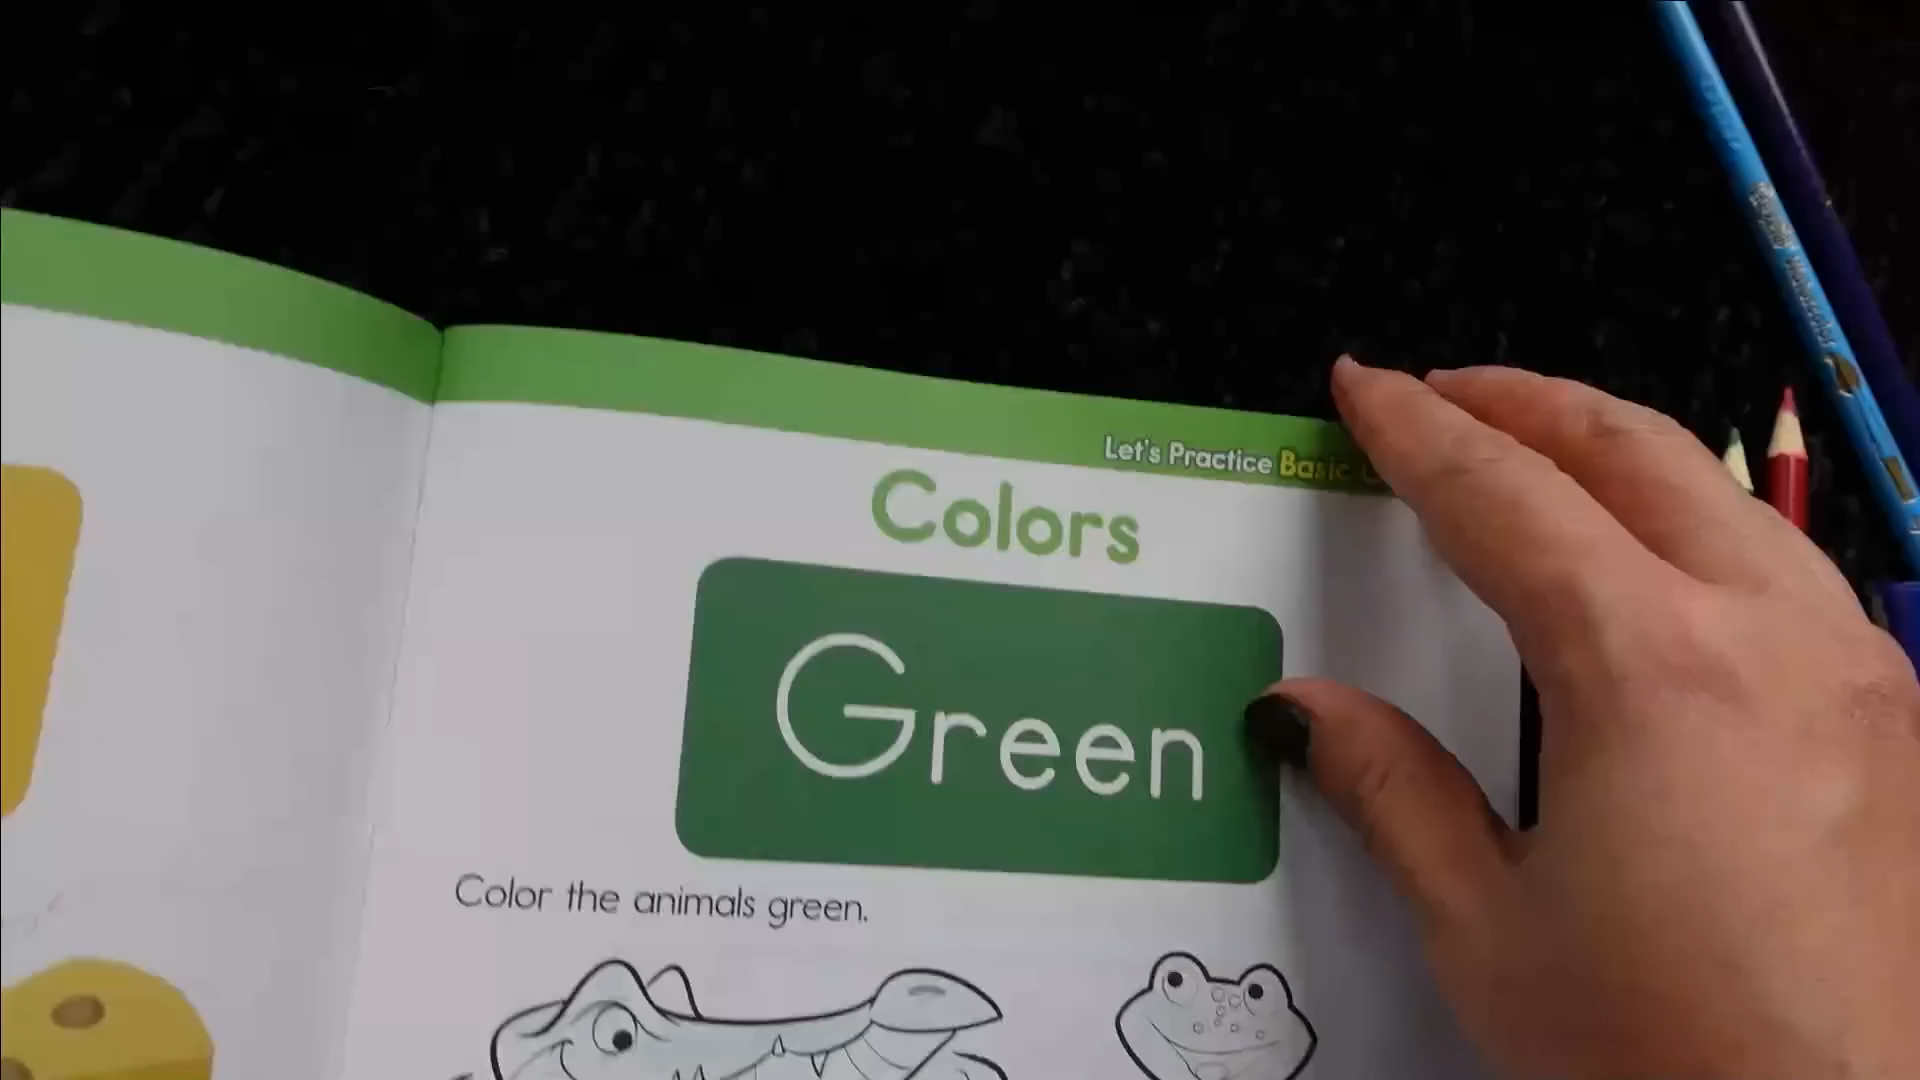 Let's Practice Basic
Colors
Green
Color the animals green.